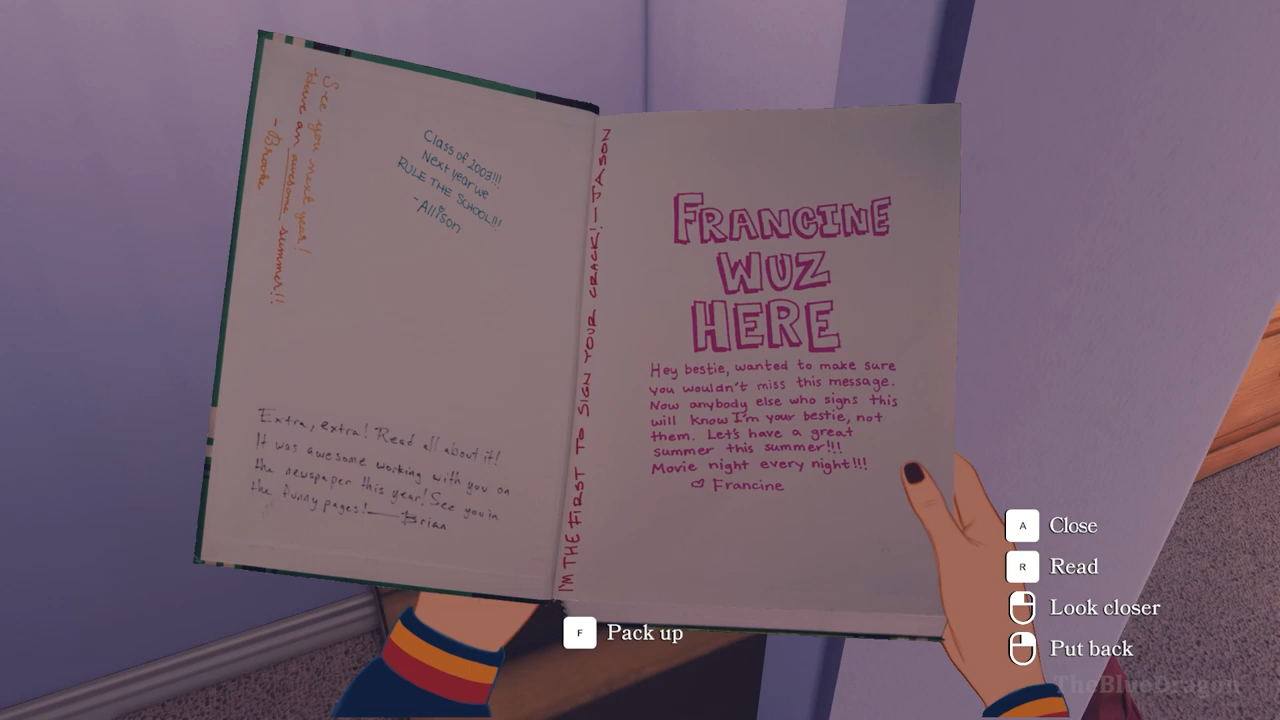 See you next year!
Have an awesome summer!!
- Brooke
Class of 2003!!!
Next year we
RULE THE SCHOOL!!!
-Allison
Extra, extra! Read all about it!
It was awesome working with you on
the newspaper this year! See you in
the funny pages!—Brian
I'M THE FIRST TO SIGN YOUR CRACK! — JASON
FRANCINE
WUZ
HERE
Hey bestie, wanted to make sure
you wouldn't miss this message.
Now anybody else who signs this
will know I'm your bestie, not
them. Let's have a great
summer this summer!!!
Movie night every night!!!
♡ Francine
A Close
R Read
Look closer
Put back
F Pack up
TheBlueDragon